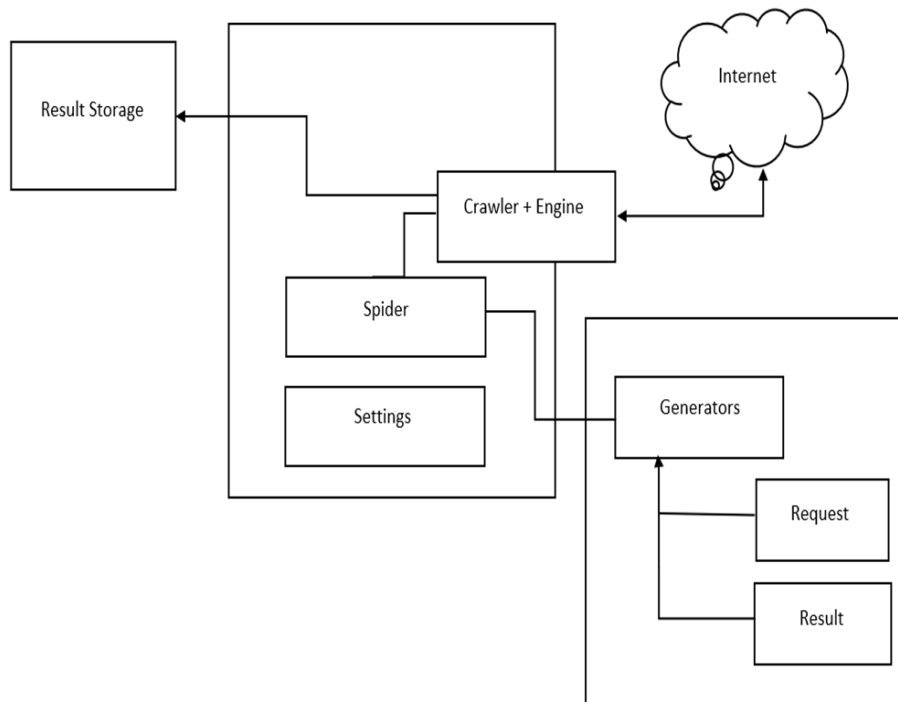 Result Storage
Internet
Crawler + Engine
Spider
Settings
Generators
Request
Result